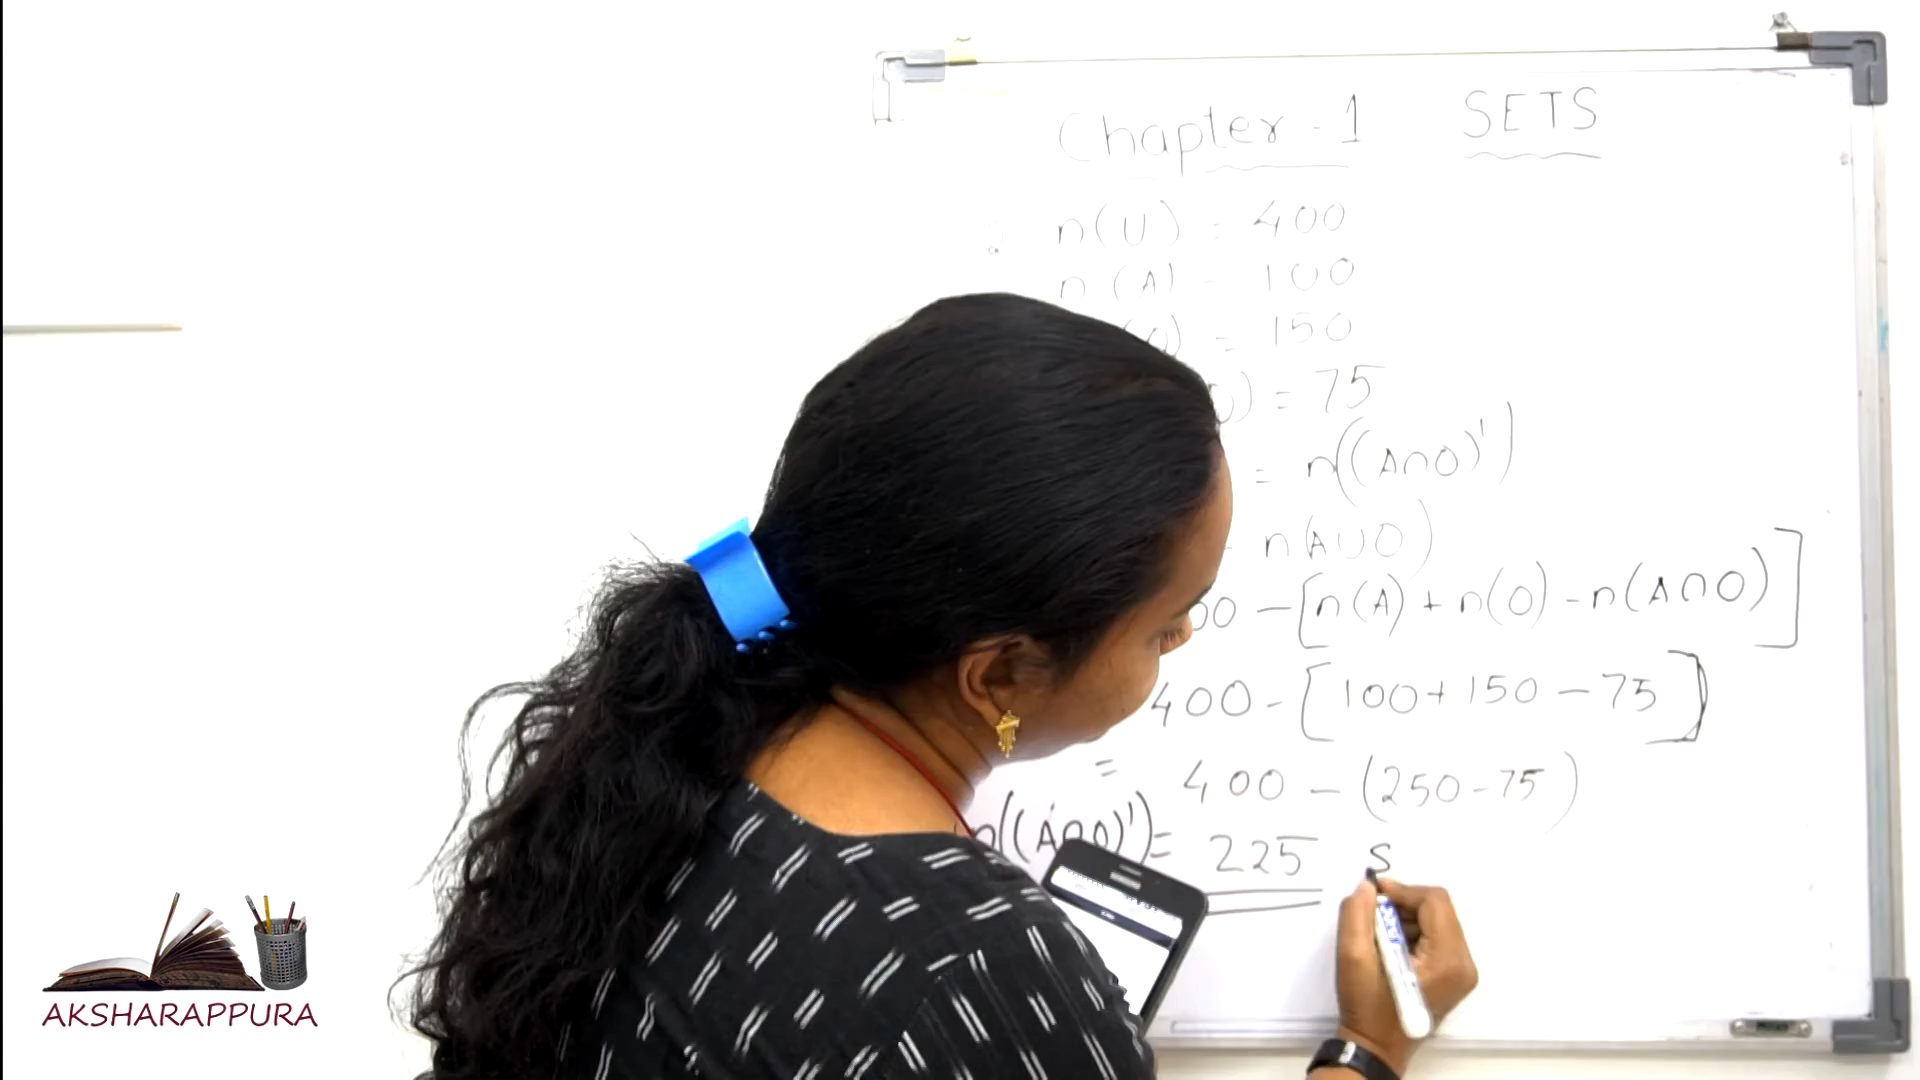 Chapter - 1 SETS
n(U) = 400
n(A) = 100
= 150
= 75
= n((A∩O)')
- n(A∪O)
00 - [n(A) + n(O) - n(A∩O)]
400 - [100 + 150 - 75]
= 400 - (250 - 75)
n((A∩O)') = 225 S
AKSHARAPPURA